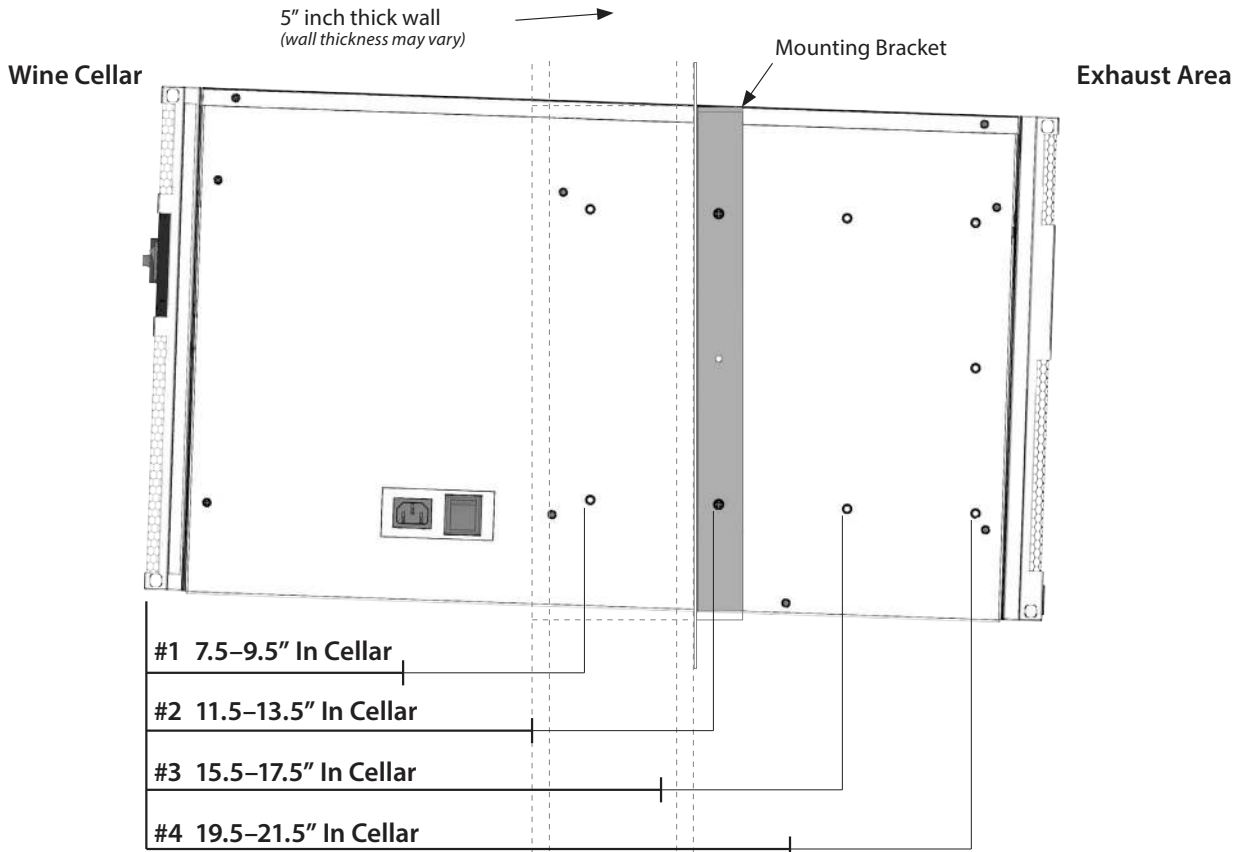 5” inch thick wall
(wall thickness may vary)
Mounting Bracket
Wine Cellar
Exhaust Area
#1 7.5–9.5” In Cellar
#2 11.5–13.5” In Cellar
#3 15.5–17.5” In Cellar
#4 19.5–21.5” In Cellar